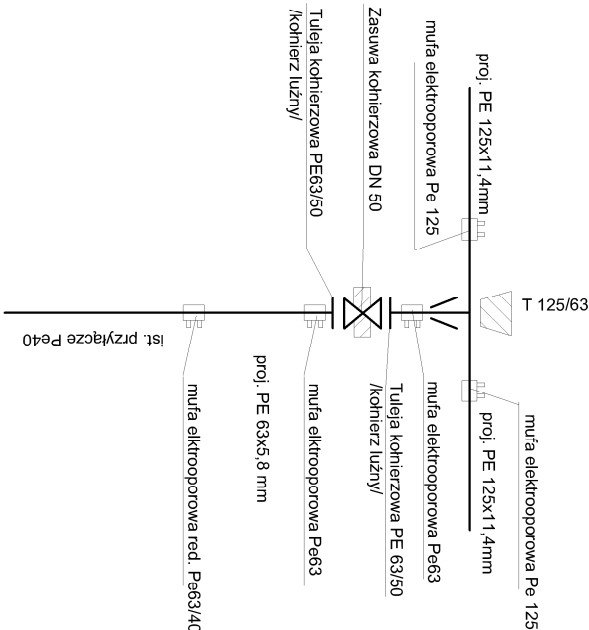 proj. PE 125x11,4mm
mufa elektrooporowa Pe 125
Zasuwa kołnierzowa DN 50
Tuleja kołnierzowa PE63/50
/kołnierz luźny/
T 125/63
mufa elektrooporowa Pe 125
proj. PE 125x11,4mm
mufa elektrooporowa Pe63
Tuleja kołnierzowa PE 63/50
/kołnierz luźny/
mufa elktrooporowa Pe63
proj. PE 63x5,8 mm
mufa elktrooporowa red. Pe63/40
ist. przyłącze Pe40